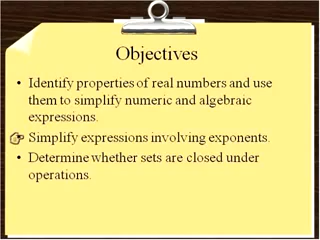 Objectives
• Identify properties of real numbers and use
them to simplify numeric and algebraic
expressions.
Simplify expressions involving exponents.
• Determine whether sets are closed under
operations.